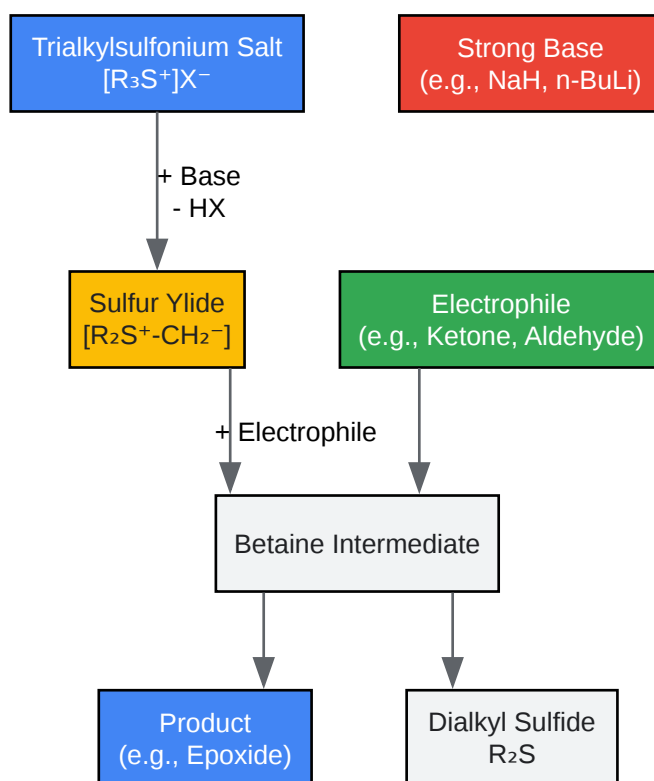 Trialkylsulfonium Salt
[R₃S⁺]X⁻
Strong Base
(e.g., NaH, n-BuLi)
+ Base
- HX
Sulfur Ylide
[R₂S⁺-CH₂⁻]
Electrophile
(e.g., Ketone, Aldehyde)
+ Electrophile
Betaine Intermediate
Product
(e.g., Epoxide)
Dialkyl Sulfide
R₂S